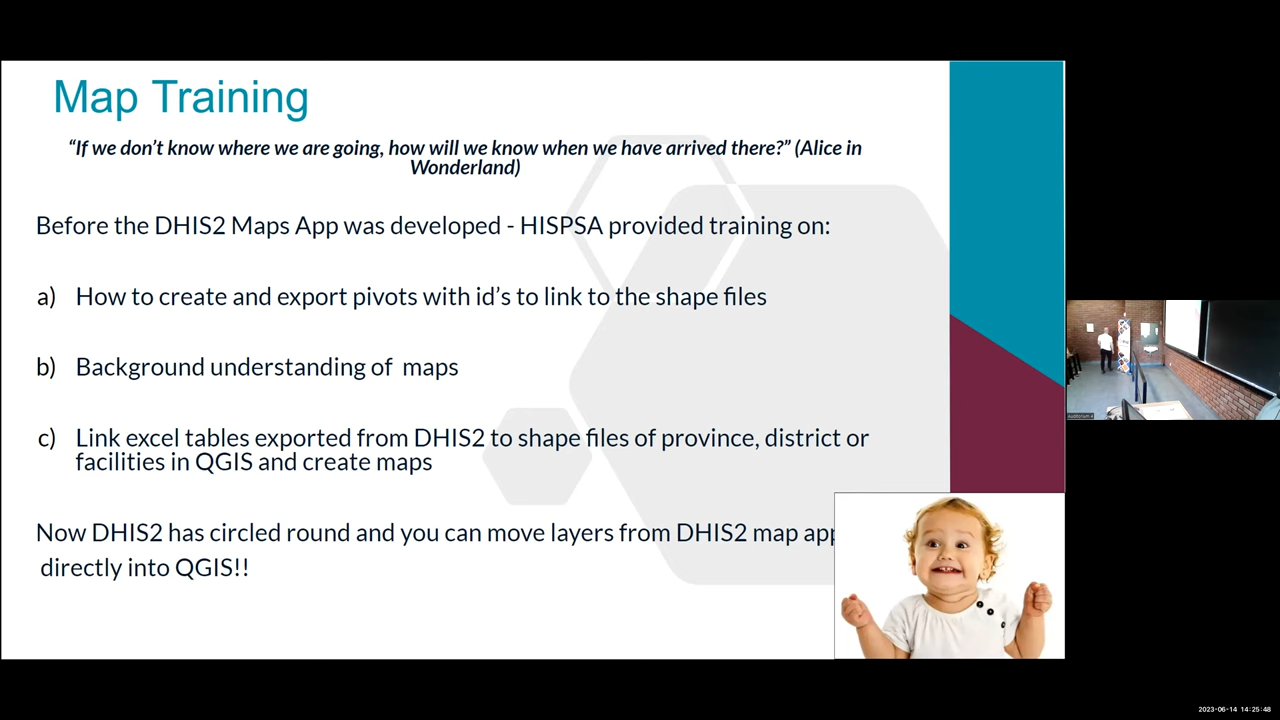 Map Training
“If we don’t know where we are going, how will we know when we have arrived there?” (Alice in
Wonderland)
Before the DHIS2 Maps App was developed - HISPSA provided training on:
a) How to create and export pivots with id’s to link to the shape files
b) Background understanding of maps
c) Link excel tables exported from DHIS2 to shape files of province, district or
facilities in QGIS and create maps
Now DHIS2 has circled round and you can move layers from DHIS2 map app
directly into QGIS!!
2023-06-14 14:25:48